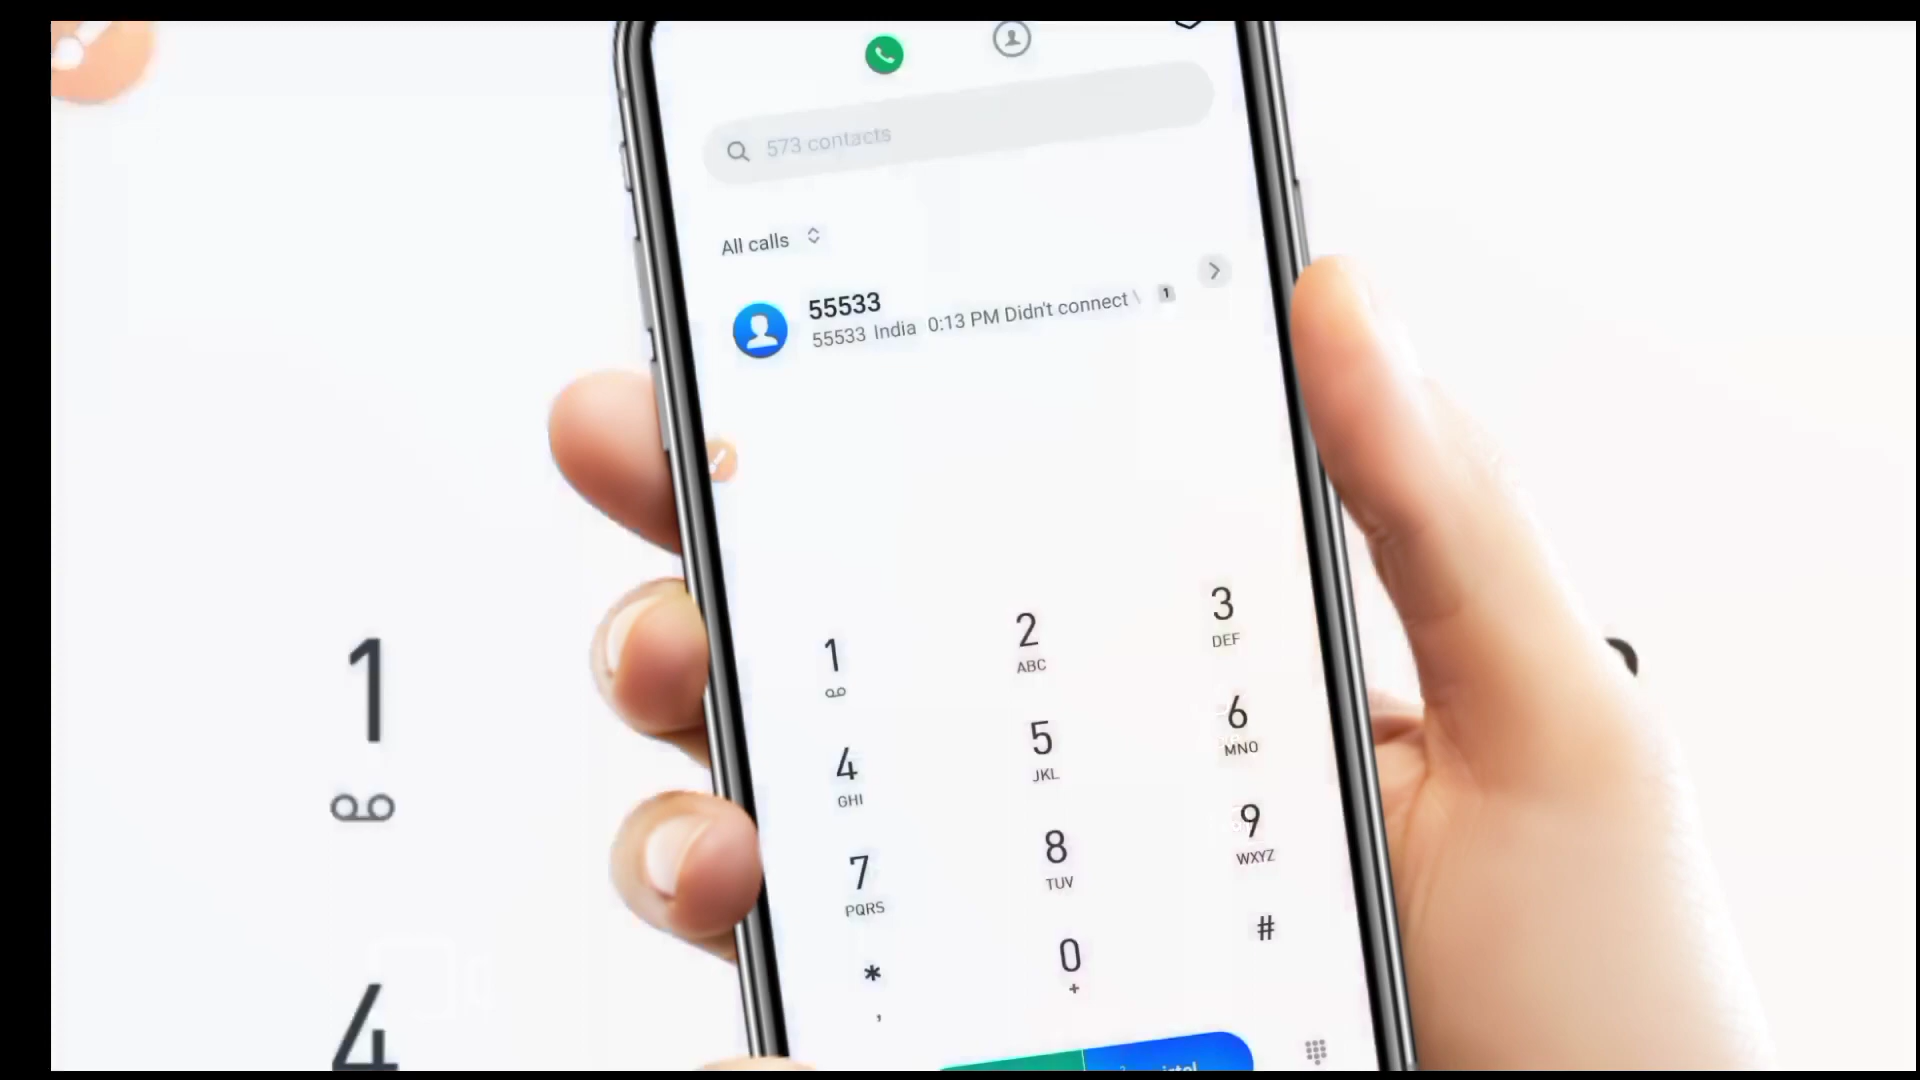 573 contacts
All calls
55533
1
55533 India 0:13 PM Didn't connect
1
2
ABC
3
DEF
4
GHI
5
JKL
6
MNO
7
PQRS
8
TUV
9
WXYZ
*
,
0
+
#
1
4